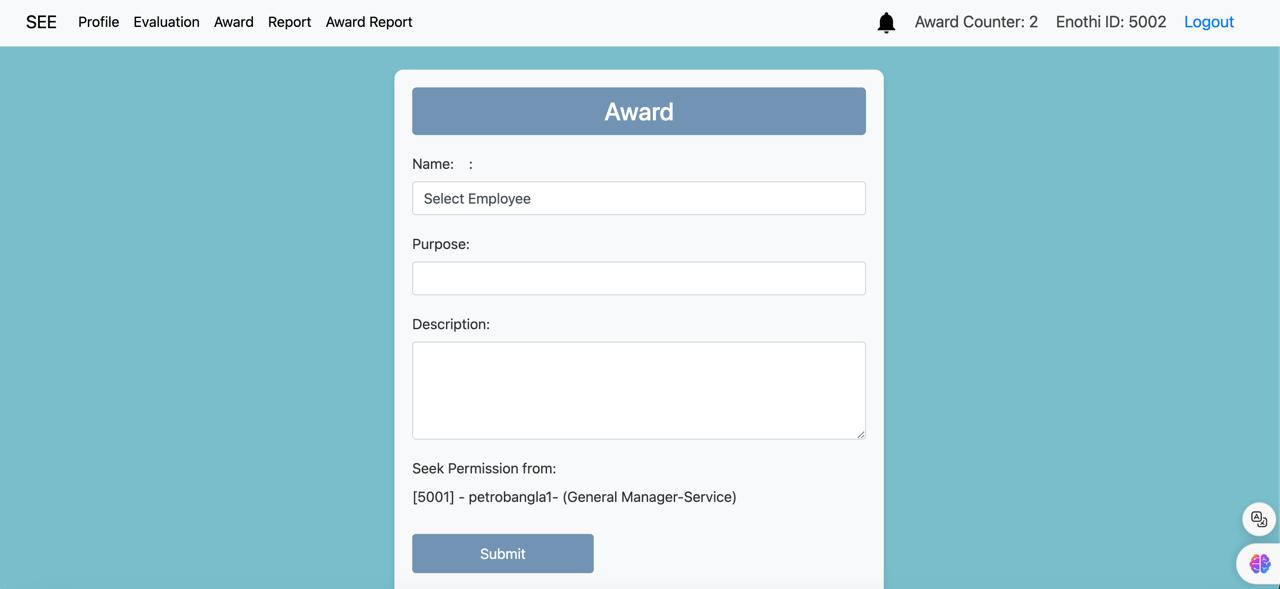 SEE Profile Evaluation Award Report Award Report Award Counter: 2 Enothi ID: 5002 Logout
Award
Name: :
Select Employee
Purpose:
Description:
Seek Permission from:
[5001] - petrobangla1- (General Manager-Service)
Submit